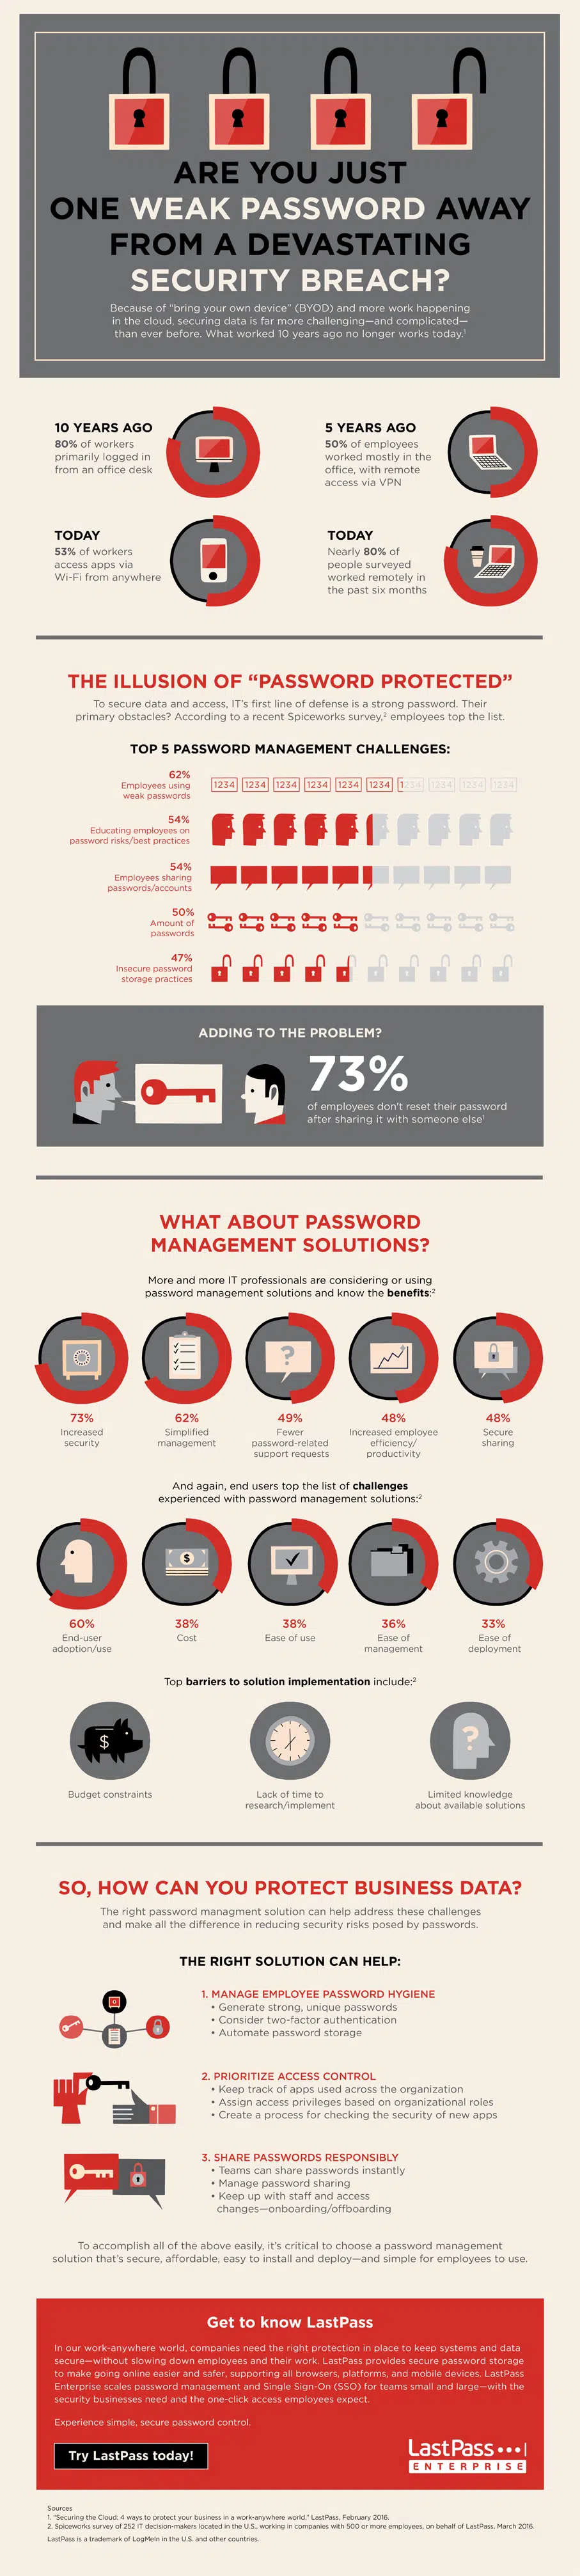 ARE YOU JUST
ONE WEAK PASSWORD AWAY
FROM A DEVASTATING
SECURITY BREACH?
Because of “bring your own device” (BYOD) and more work happening
in the cloud, securing data is far more challenging—and complicated—
than ever before. What worked 10 years ago no longer works today.1
10 YEARS AGO
80% of workers
primarily logged in
from an office desk
5 YEARS AGO
50% of employees
worked mostly in the
office, with remote
access via VPN
TODAY
53% of workers
access apps via
Wi-Fi from anywhere
TODAY
Nearly 80% of
people surveyed
worked remotely in
the past six months
THE ILLUSION OF “PASSWORD PROTECTED”
To secure data and access, IT’s first line of defense is a strong password. Their
primary obstacles? According to a recent Spiceworks survey,2 employees top the list.
TOP 5 PASSWORD MANAGEMENT CHALLENGES:
62%
Employees using
weak passwords
1234 1234 1234 1234 1234 1234 1234 1234 1234 1234
54%
Educating employees on
password risks/best practices
54%
Employees sharing
passwords/accounts
50%
Amount of
passwords
47%
Insecure password
storage practices
ADDING TO THE PROBLEM?
73%
of employees don't reset their password
after sharing it with someone else1
WHAT ABOUT PASSWORD
MANAGEMENT SOLUTIONS?
More and more IT professionals are considering or using
password management solutions and know the benefits:2
?
73%
Increased
security
62%
Simplified
management
49%
Fewer
password-related
support requests
48%
Increased employee
efficiency/
productivity
48%
Secure
sharing
And again, end users top the list of challenges
experienced with password management solutions:2
$
60%
End-user
adoption/use
38%
Cost
38%
Ease of use
36%
Ease of
management
33%
Ease of
deployment
Top barriers to solution implementation include:2
$
?
Budget constraints
Lack of time to
research/implement
Limited knowledge
about available solutions
SO, HOW CAN YOU PROTECT BUSINESS DATA?
The right password managment solution can help address these challenges
and make all the difference in reducing security risks posed by passwords.
THE RIGHT SOLUTION CAN HELP:
1. MANAGE EMPLOYEE PASSWORD HYGIENE
• Generate strong, unique passwords
• Consider two-factor authentication
• Automate password storage
2. PRIORITIZE ACCESS CONTROL
• Keep track of apps used across the organization
• Assign access privileges based on organizational roles
• Create a process for checking the security of new apps
3. SHARE PASSWORDS RESPONSIBLY
• Teams can share passwords instantly
• Manage password sharing
• Keep up with staff and access
changes—onboarding/offboarding
To accomplish all of the above easily, it’s critical to choose a password management
solution that’s secure, affordable, easy to install and deploy—and simple for employees to use.
Get to know LastPass
In our work-anywhere world, companies need the right protection in place to keep systems and data
secure—without slowing down employees and their work. LastPass provides secure password storage
to make going online easier and safer, supporting all browsers, platforms, and mobile devices. LastPass
Enterprise scales password management and Single Sign-On (SSO) for teams small and large—with the
security businesses need and the one-click access employees expect.
Experience simple, secure password control.
Try LastPass today!
LastPass •••|
ENTERPRISE
Sources
1. “Securing the Cloud: 4 ways to protect your business in a work-anywhere world,” LastPass, February 2016.
2. Spiceworks survey of 252 IT decision-makers located in the U.S., working in companies with 500 or more employees, on behalf of LastPass, March 2016.
LastPass is a trademark of LogMeIn in the U.S. and other countries.